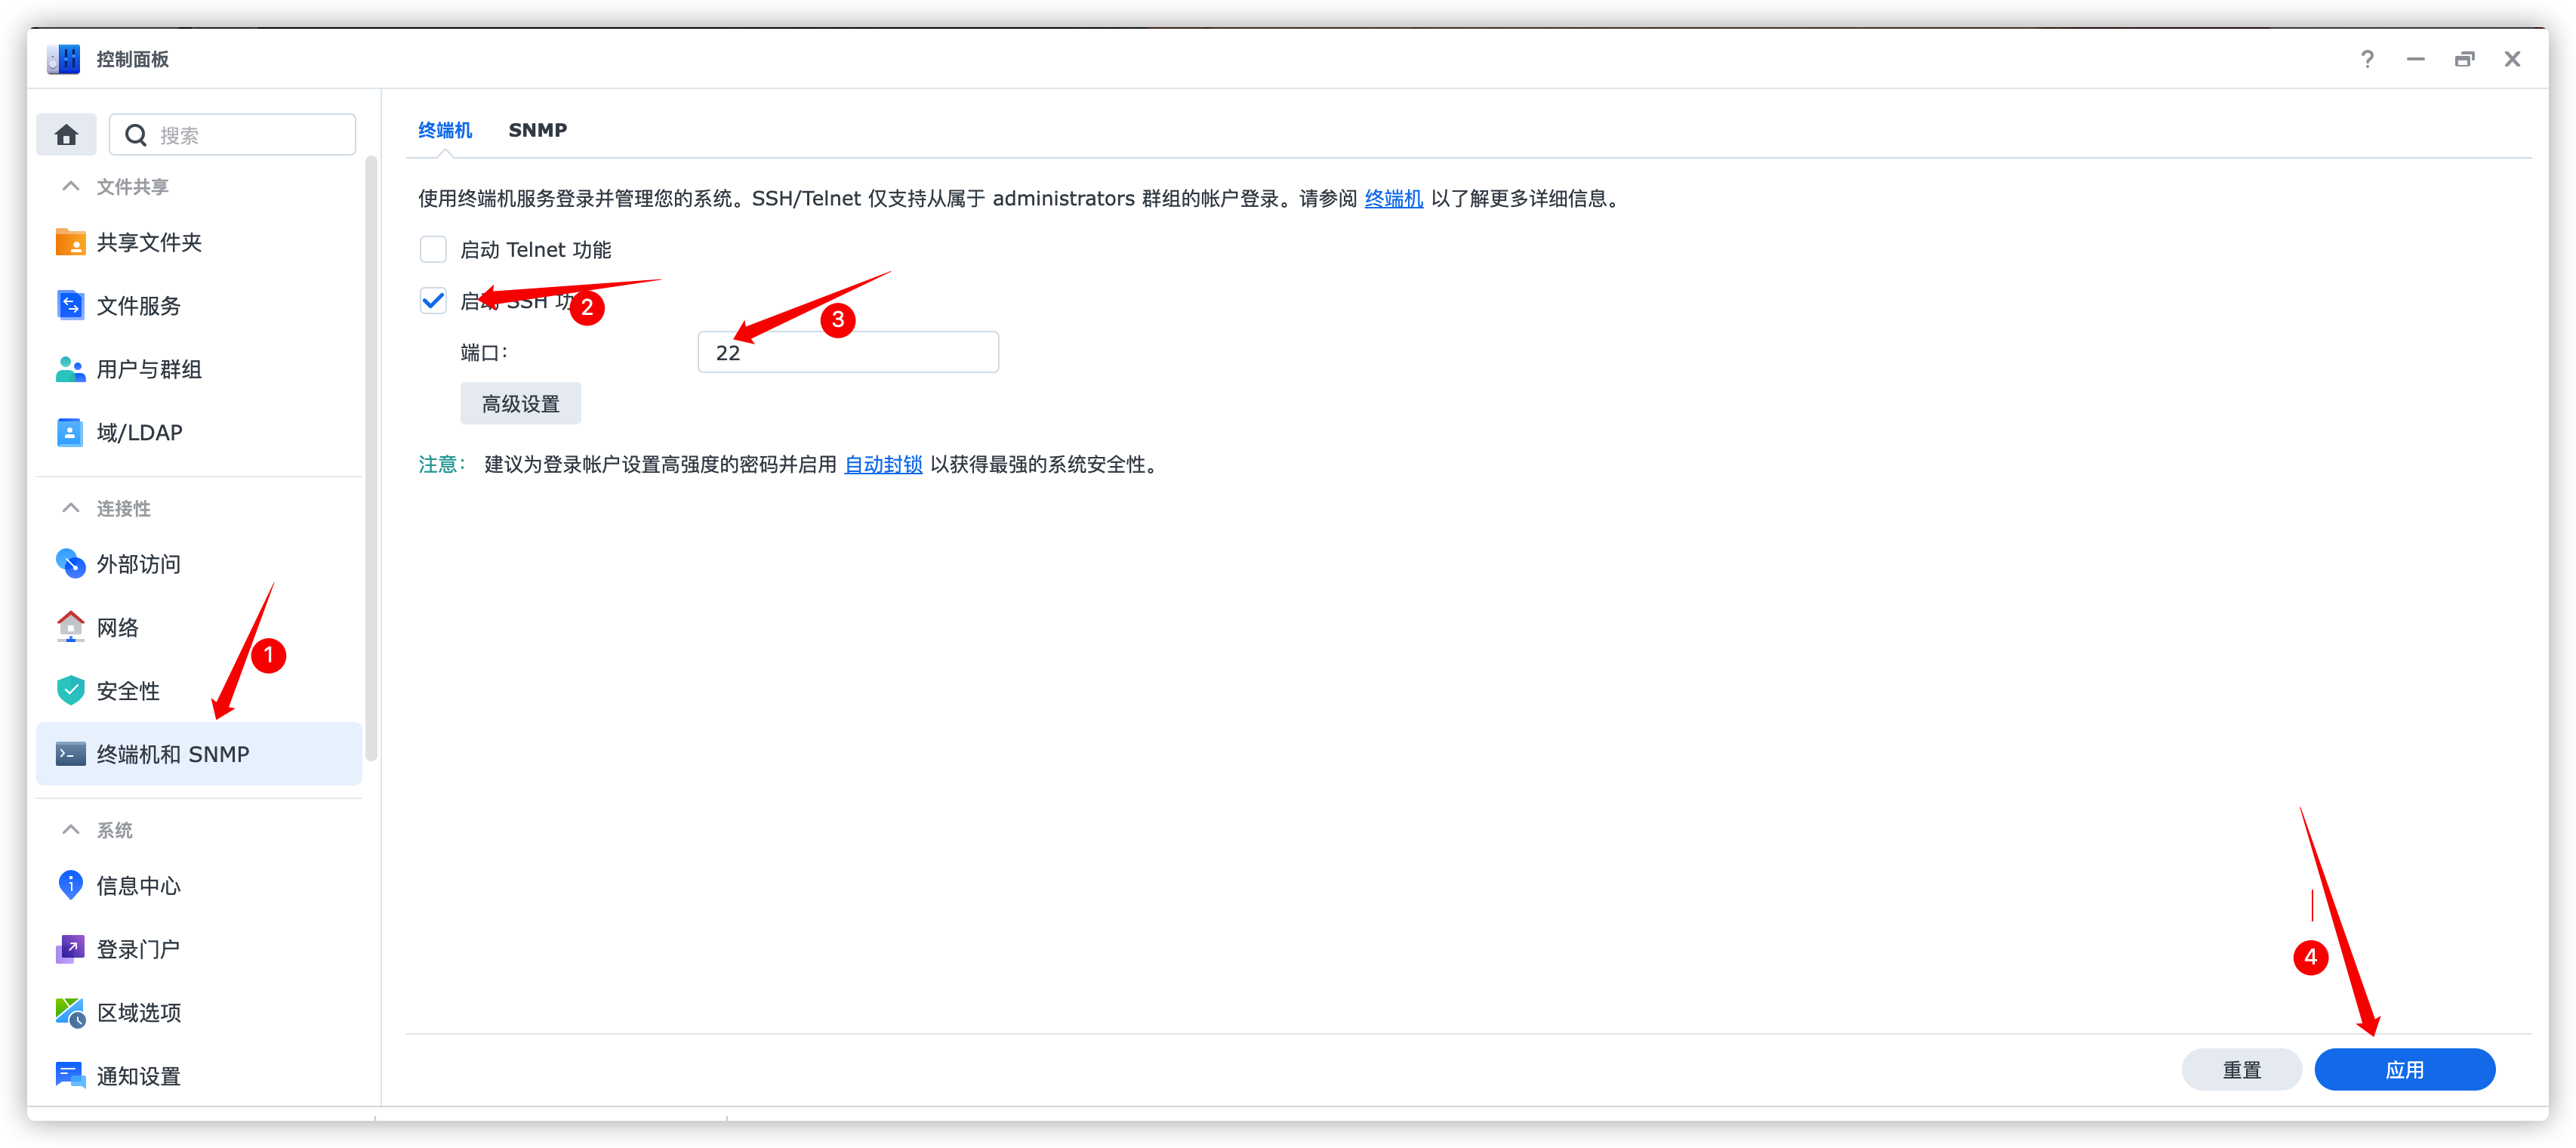 控制面板
搜索
文件共享
共享文件夹
文件服务
用户与群组
域/LDAP
连接性
外部访问
网络
1
安全性
终端机和 SNMP
系统
信息中心
登录门户
区域选项
通知设置
终端机 SNMP
使用终端机服务登录并管理您的系统。SSH/Telnet 仅支持从属于 administrators 群组的帐户登录。请参阅 终端机 以了解更多详细信息。
启动 Telnet 功能
启动 SSH 功
2
3
端口:
22
高级设置
注意: 建议为登录帐户设置高强度的密码并启用 自动封锁 以获得最强的系统安全性。
4
重置 应用